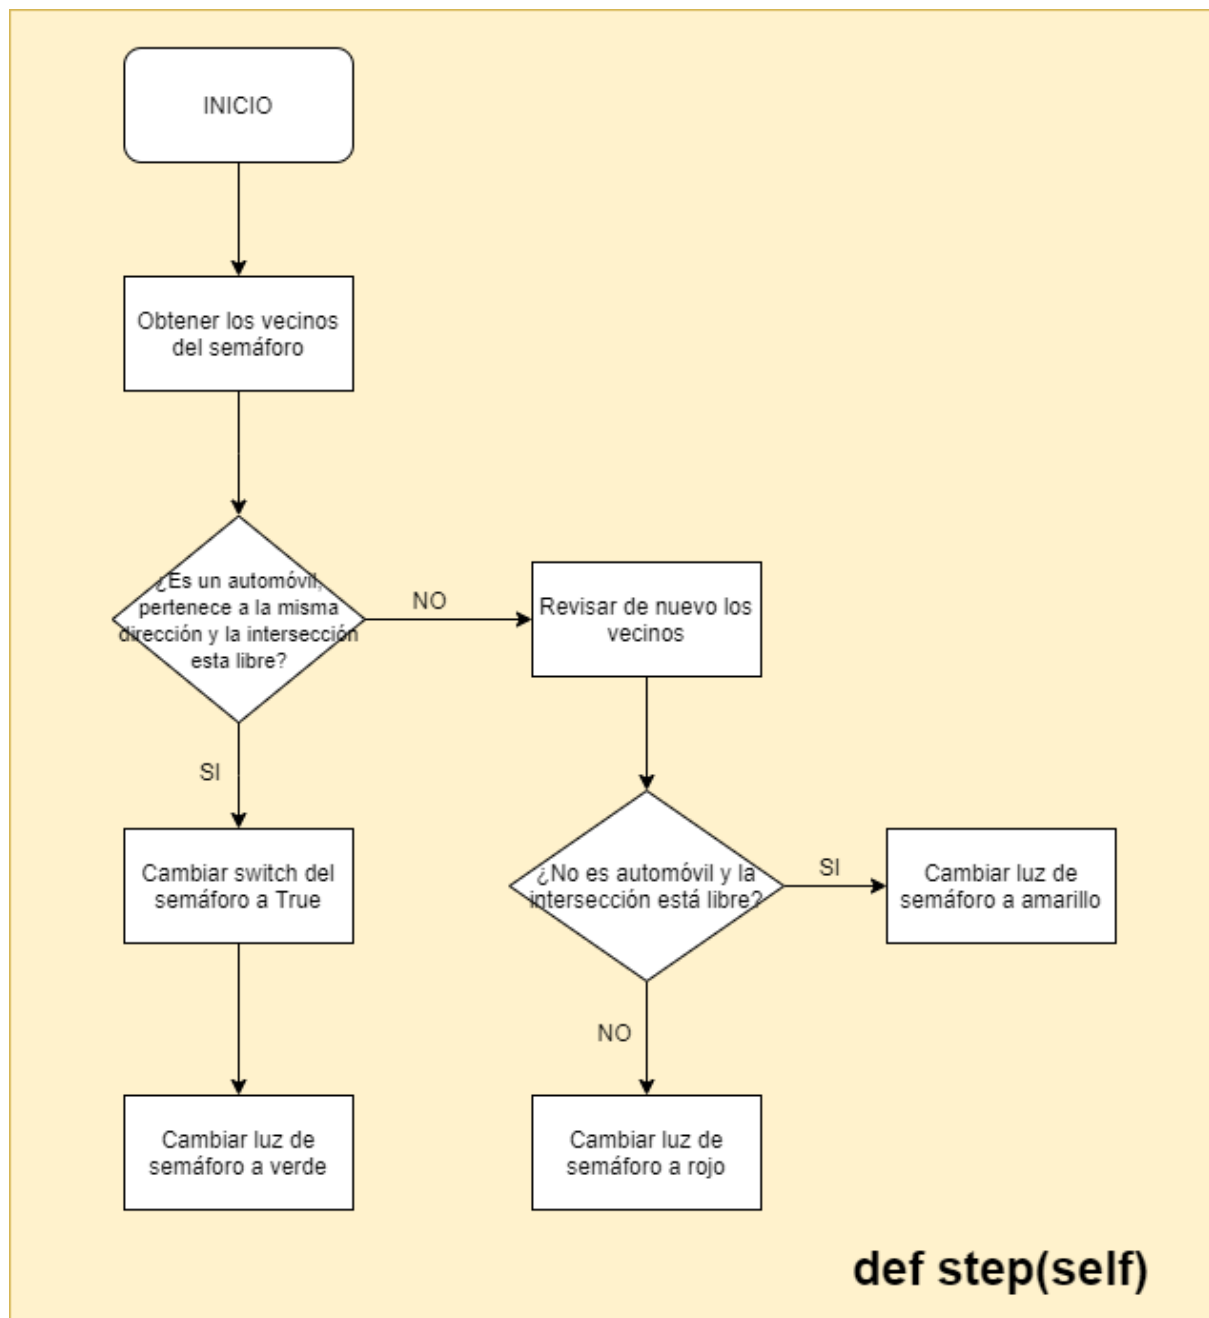 INICIO
Obtener los vecinos
del semáforo
¿Es un automóvil,
pertenece a la misma
dirección y la intersección
esta libre?
NO
Revisar de nuevo los
vecinos
SI
Cambiar switch del
semáforo a True
¿No es automóvil y la
intersección está libre?
SI
Cambiar luz de
semáforo a amarillo
NO
Cambiar luz de
semáforo a verde
Cambiar luz de
semáforo a rojo
def step(self)